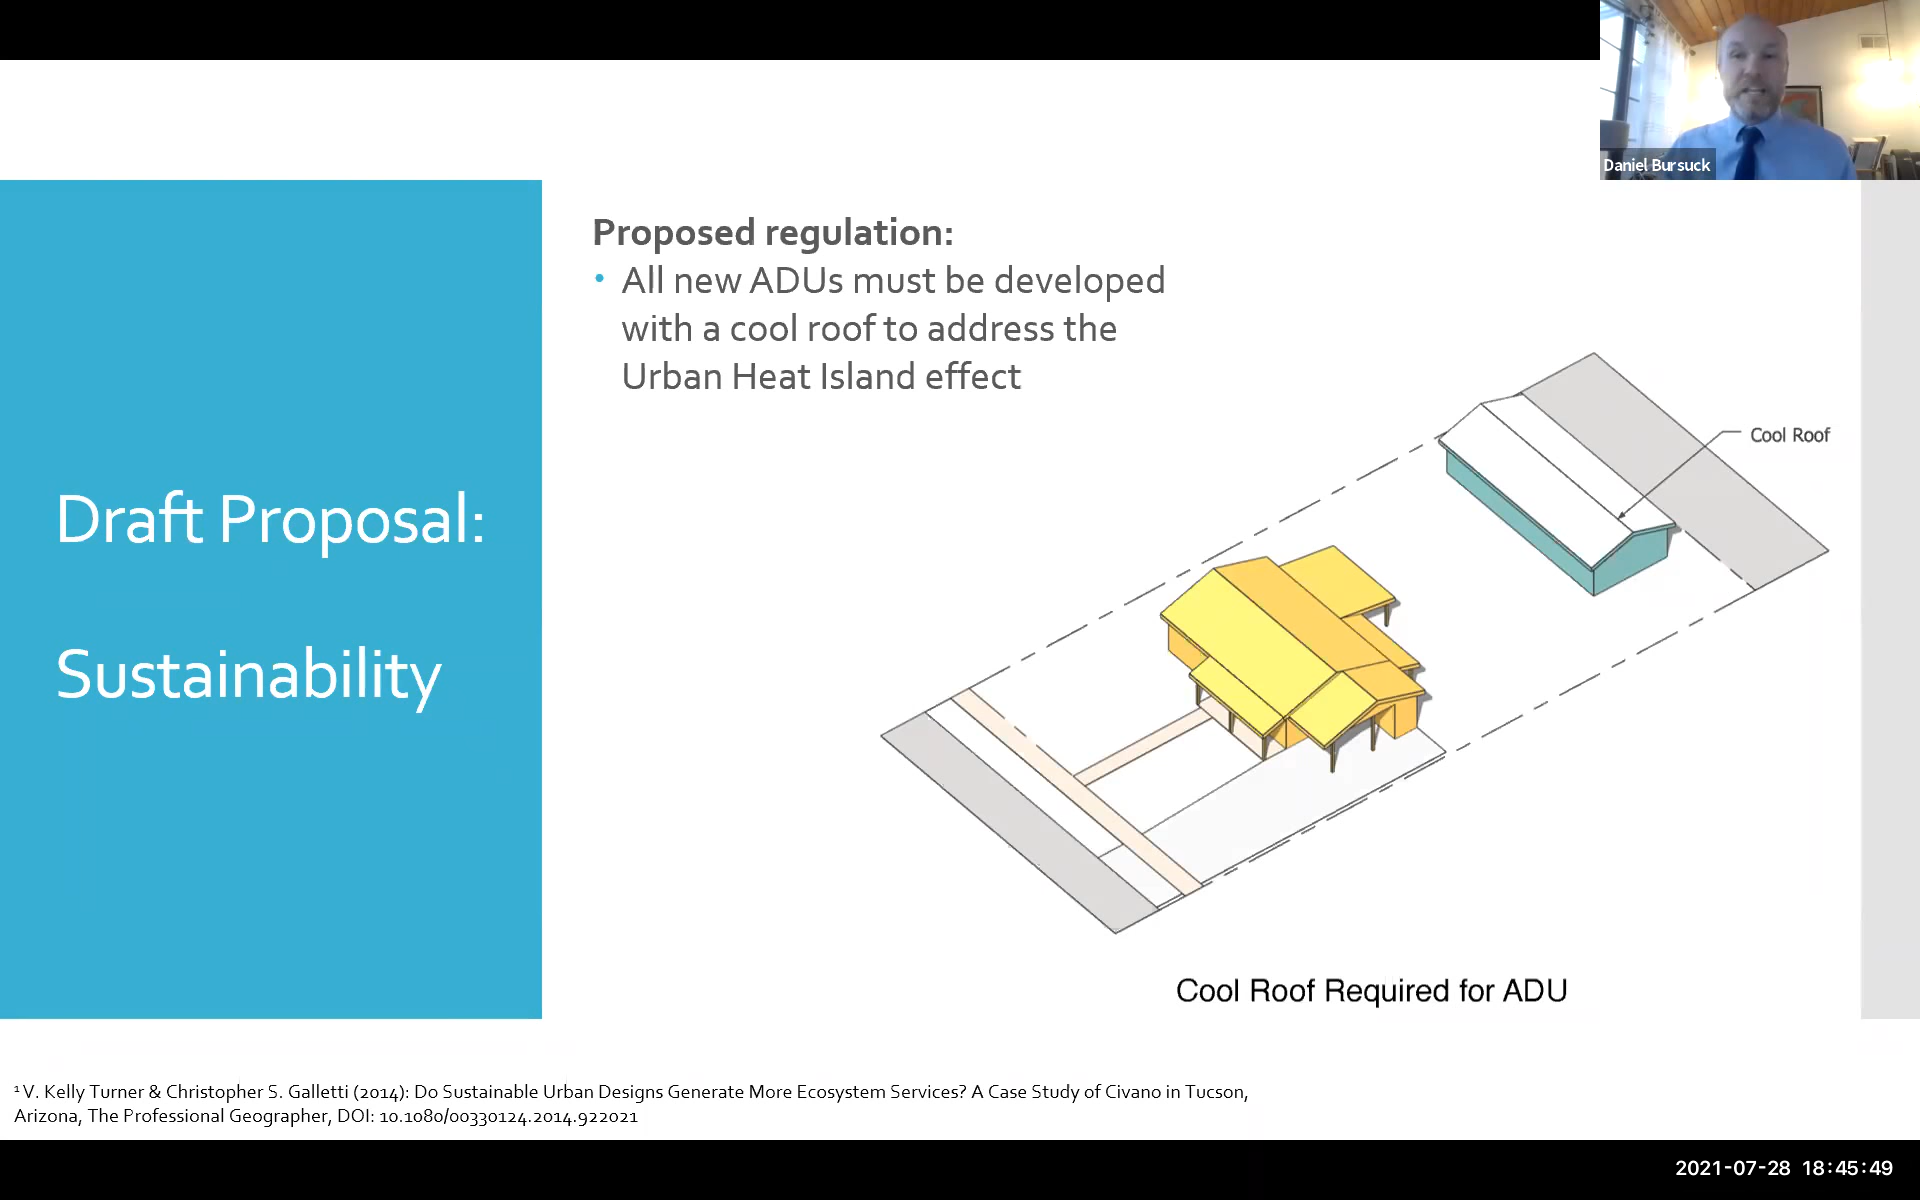 Daniel Bursuck
Proposed regulation:
• All new ADUs must be developed
with a cool roof to address the
Urban Heat Island effect
Draft Proposal:
Sustainability
Cool Roof
Cool Roof Required for ADU
¹ V. Kelly Turner & Christopher S. Galletti (2014): Do Sustainable Urban Designs Generate More Ecosystem Services? A Case Study of Civano in Tucson,
Arizona, The Professional Geographer, DOI: 10.1080/00330124.2014.922021
2021-07-28 18:45:49